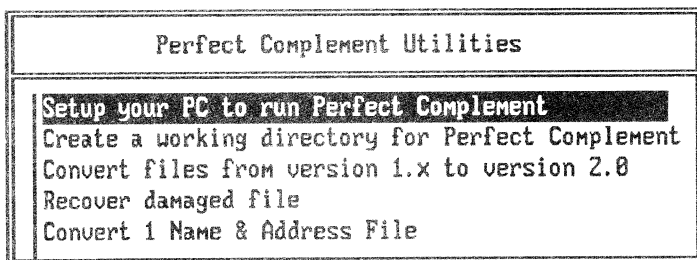 Perfect Complement Utilities
Setup your PC to run Perfect Complement
Create a working directory for Perfect Complement
Convert files from version 1.x to version 2.0
Recover damaged file
Convert 1 Name & Address File